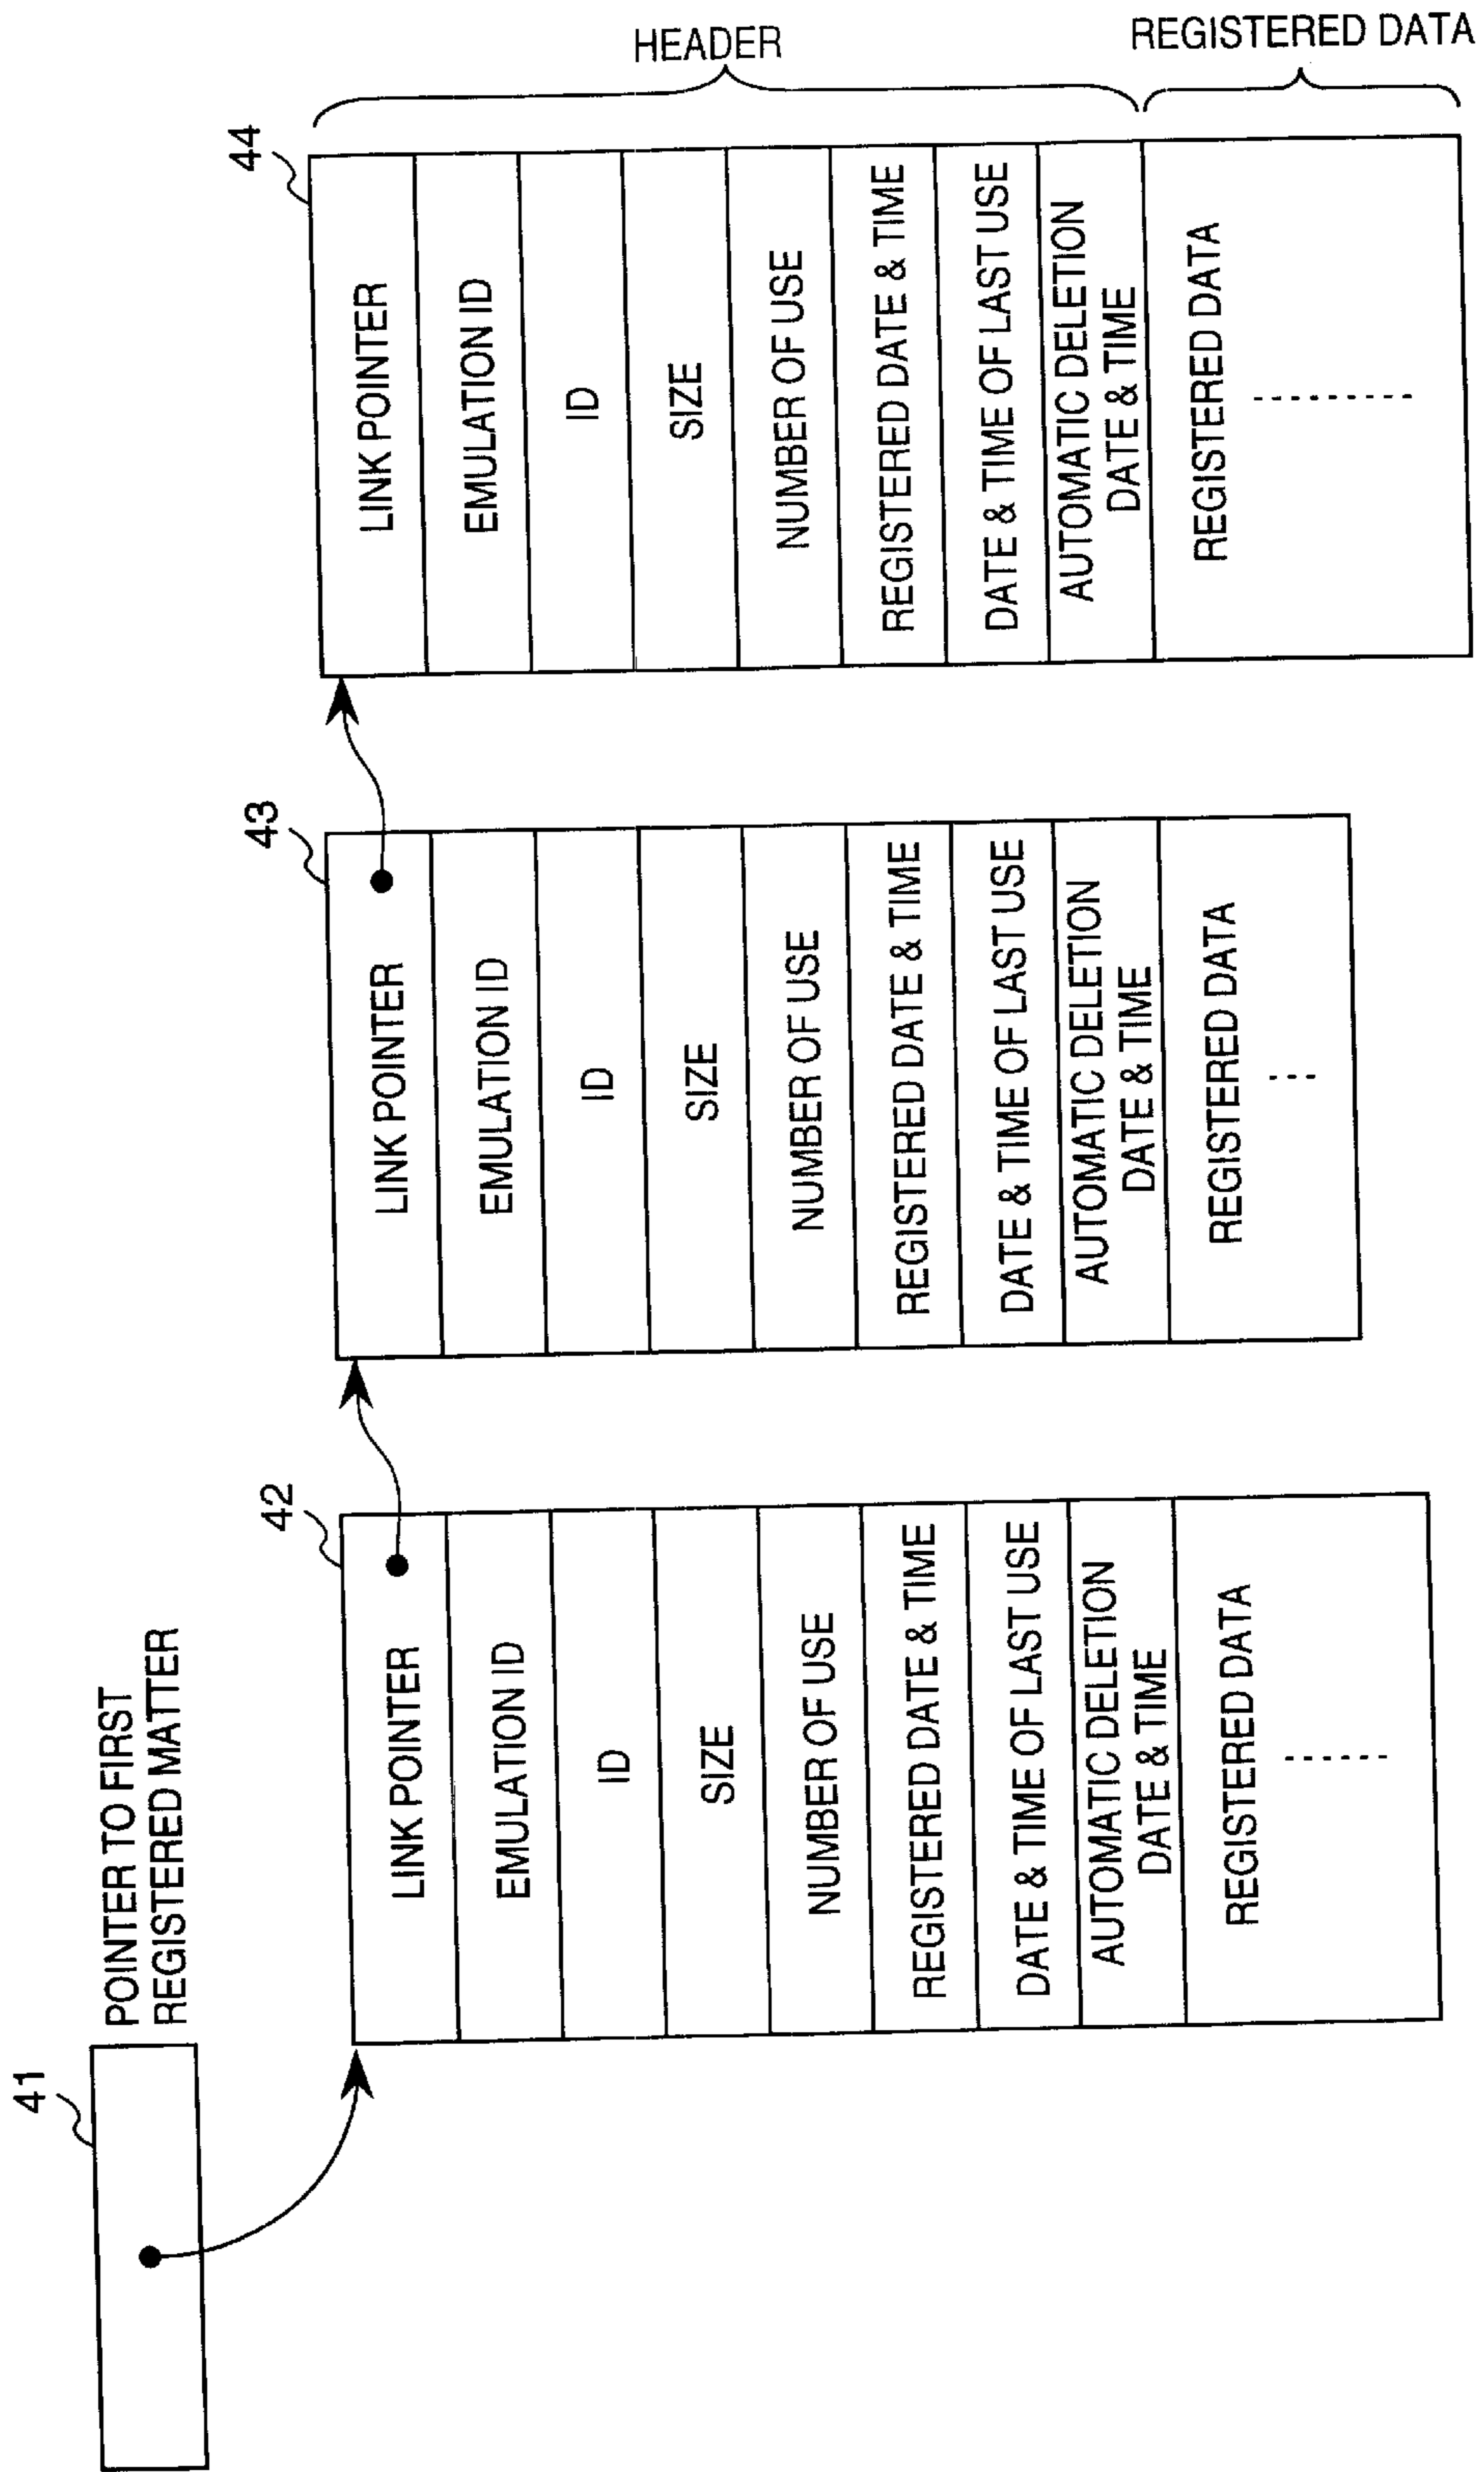 41
POINTER TO FIRST
REGISTERED MATTER
42
LINK POINTER
EMULATION ID
ID
SIZE
NUMBER OF USE
REGISTERED DATE & TIME
DATE & TIME OF LAST USE
AUTOMATIC DELETION
DATE & TIME
REGISTERED DATA
43
LINK POINTER
EMULATION ID
ID
SIZE
NUMBER OF USE
REGISTERED DATE & TIME
DATE & TIME OF LAST USE
AUTOMATIC DELETION
DATE & TIME
REGISTERED DATA
44
LINK POINTER
EMULATION ID
ID
SIZE
NUMBER OF USE
REGISTERED DATE & TIME
DATE & TIME OF LAST USE
AUTOMATIC DELETION
DATE & TIME
REGISTERED DATA
HEADER
REGISTERED DATA